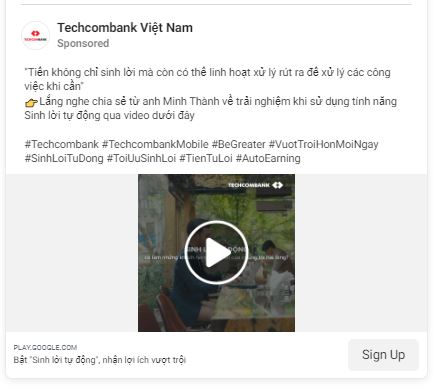 Techcombank Việt Nam
TECHCOMBANK
Sponsored
"Tiền không chỉ sinh lời mà còn có thể linh hoạt xử lý rút ra để xử lý các công
việc khi cần"
👉Lắng nghe chia sẻ từ anh Minh Thành về trải nghiệm khi sử dụng tính năng
Sinh lời tự động qua video dưới đây
#Techcombank #TechcombankMobile #BeGreater #VuotTroiHonMoiNgay
#SinhLoiTuDong #ToiUuSinhLoi #TienTuLoi #AutoEarning
TECHCOMBANK
SINH L
ĐỘNG
PLAY.GOOGLE.COM
Bật "Sinh lời tự động", nhận lợi ích vượt trội
Sign Up